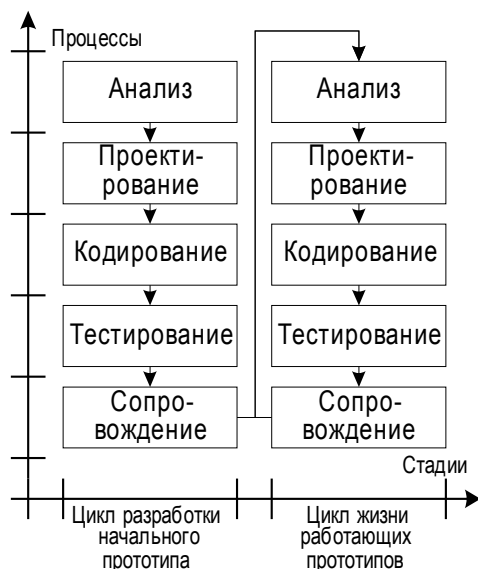 Процессы
Анализ
Проекти-
рование
Кодирование
Тестирование
Сопро-
вождение
Анализ
Проекти-
рование
Кодирование
Тестирование
Сопро-
вождение
Стадии
Цикл разработки
начального
прототипа
Цикл жизни
работающих
прототипов